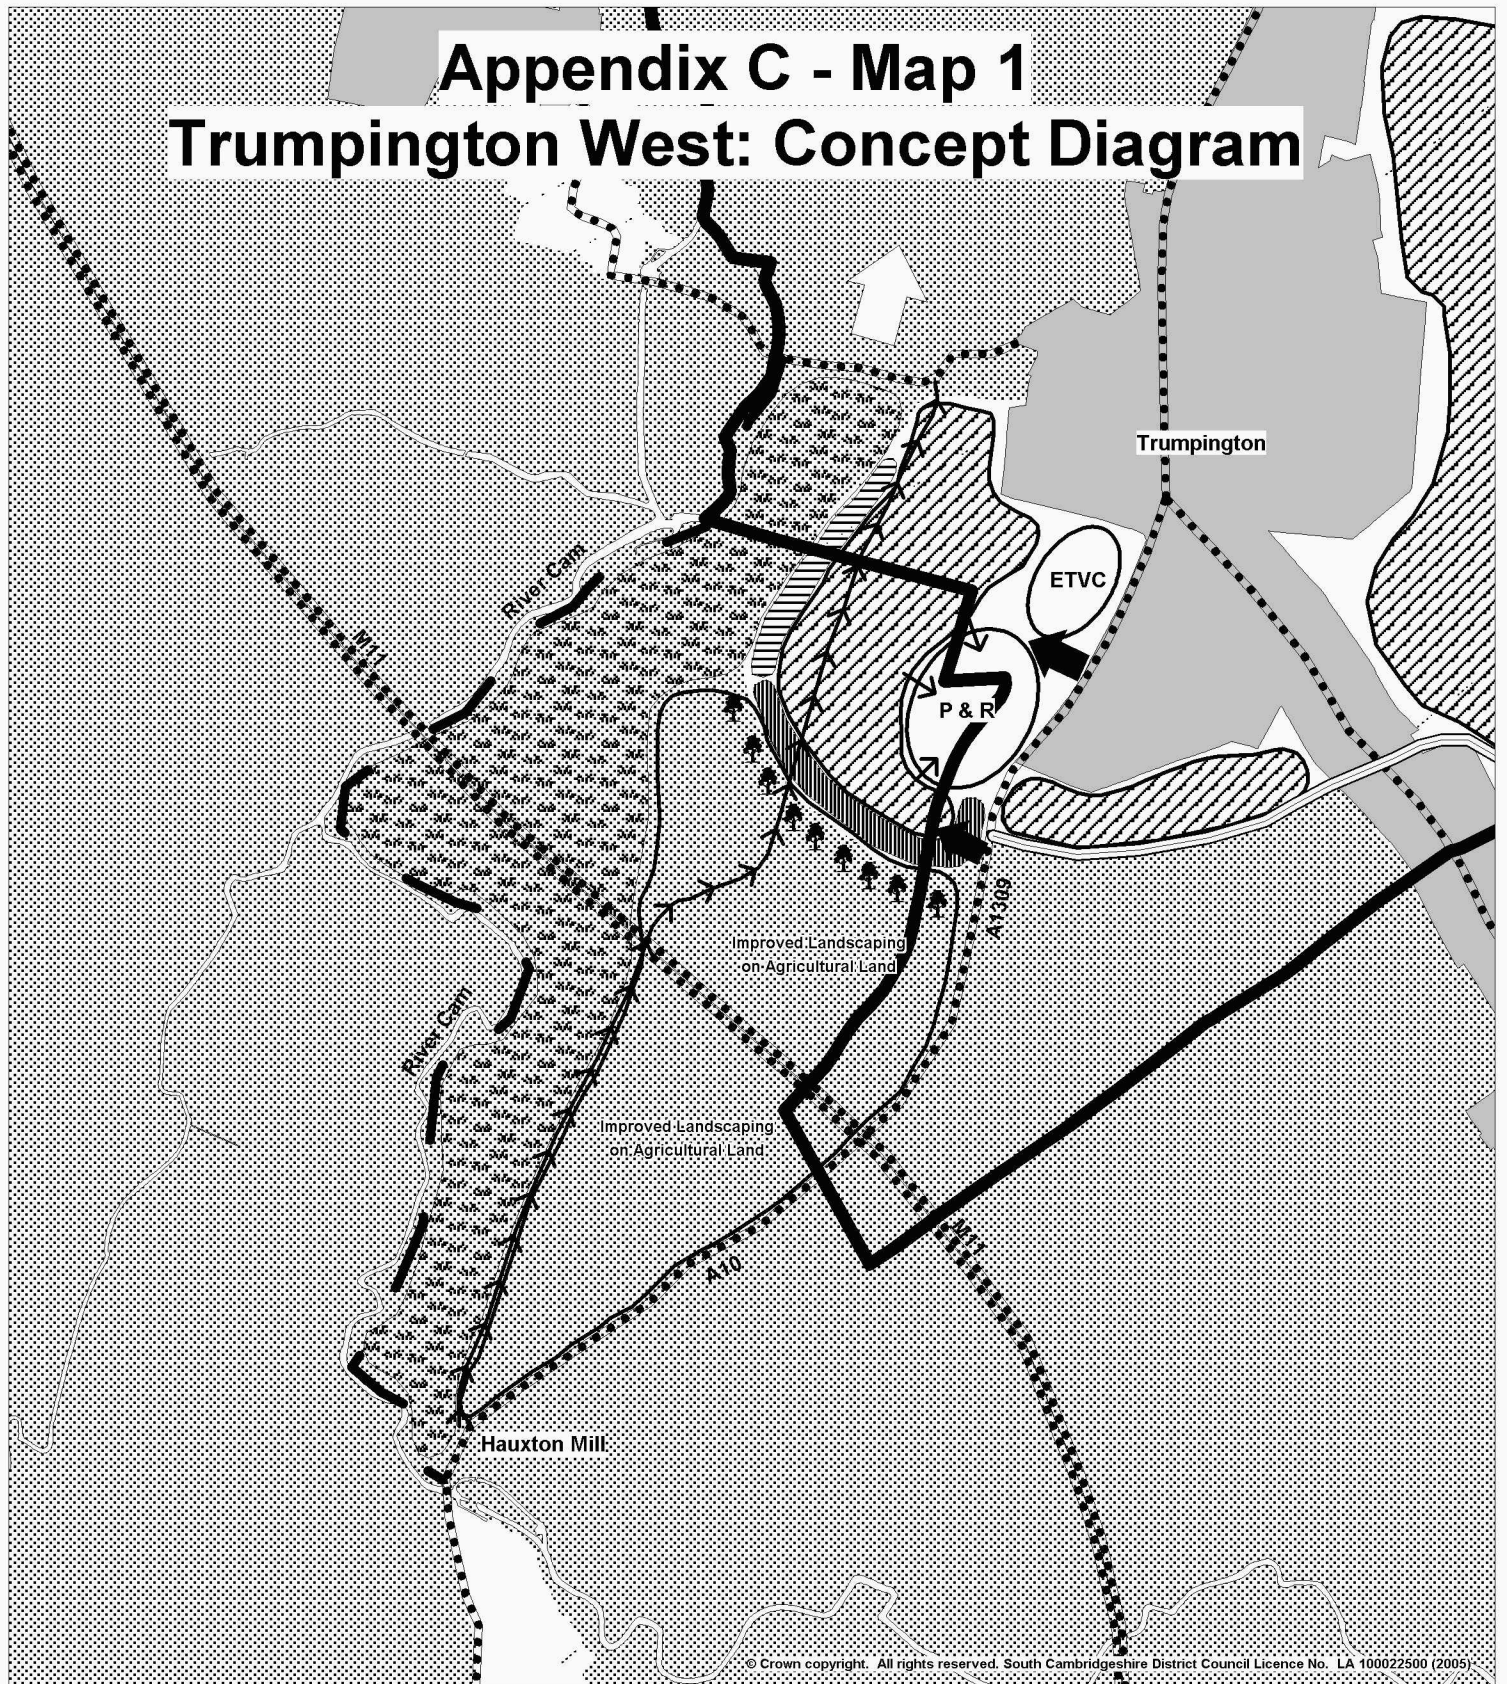 Appendix C - Map 1
Trumpington West: Concept Diagram
Trumpington
ETVC
River Cam
M11
P & R
A1309
Improved Landscaping
on Agricultural Land
River Cam
Improved Landscaping
on Agricultural Land
M11
A10
Hauxton Mill
© Crown copyright. All rights reserved. South Cambridgeshire District Council Licence No. LA 100022500 (2005)